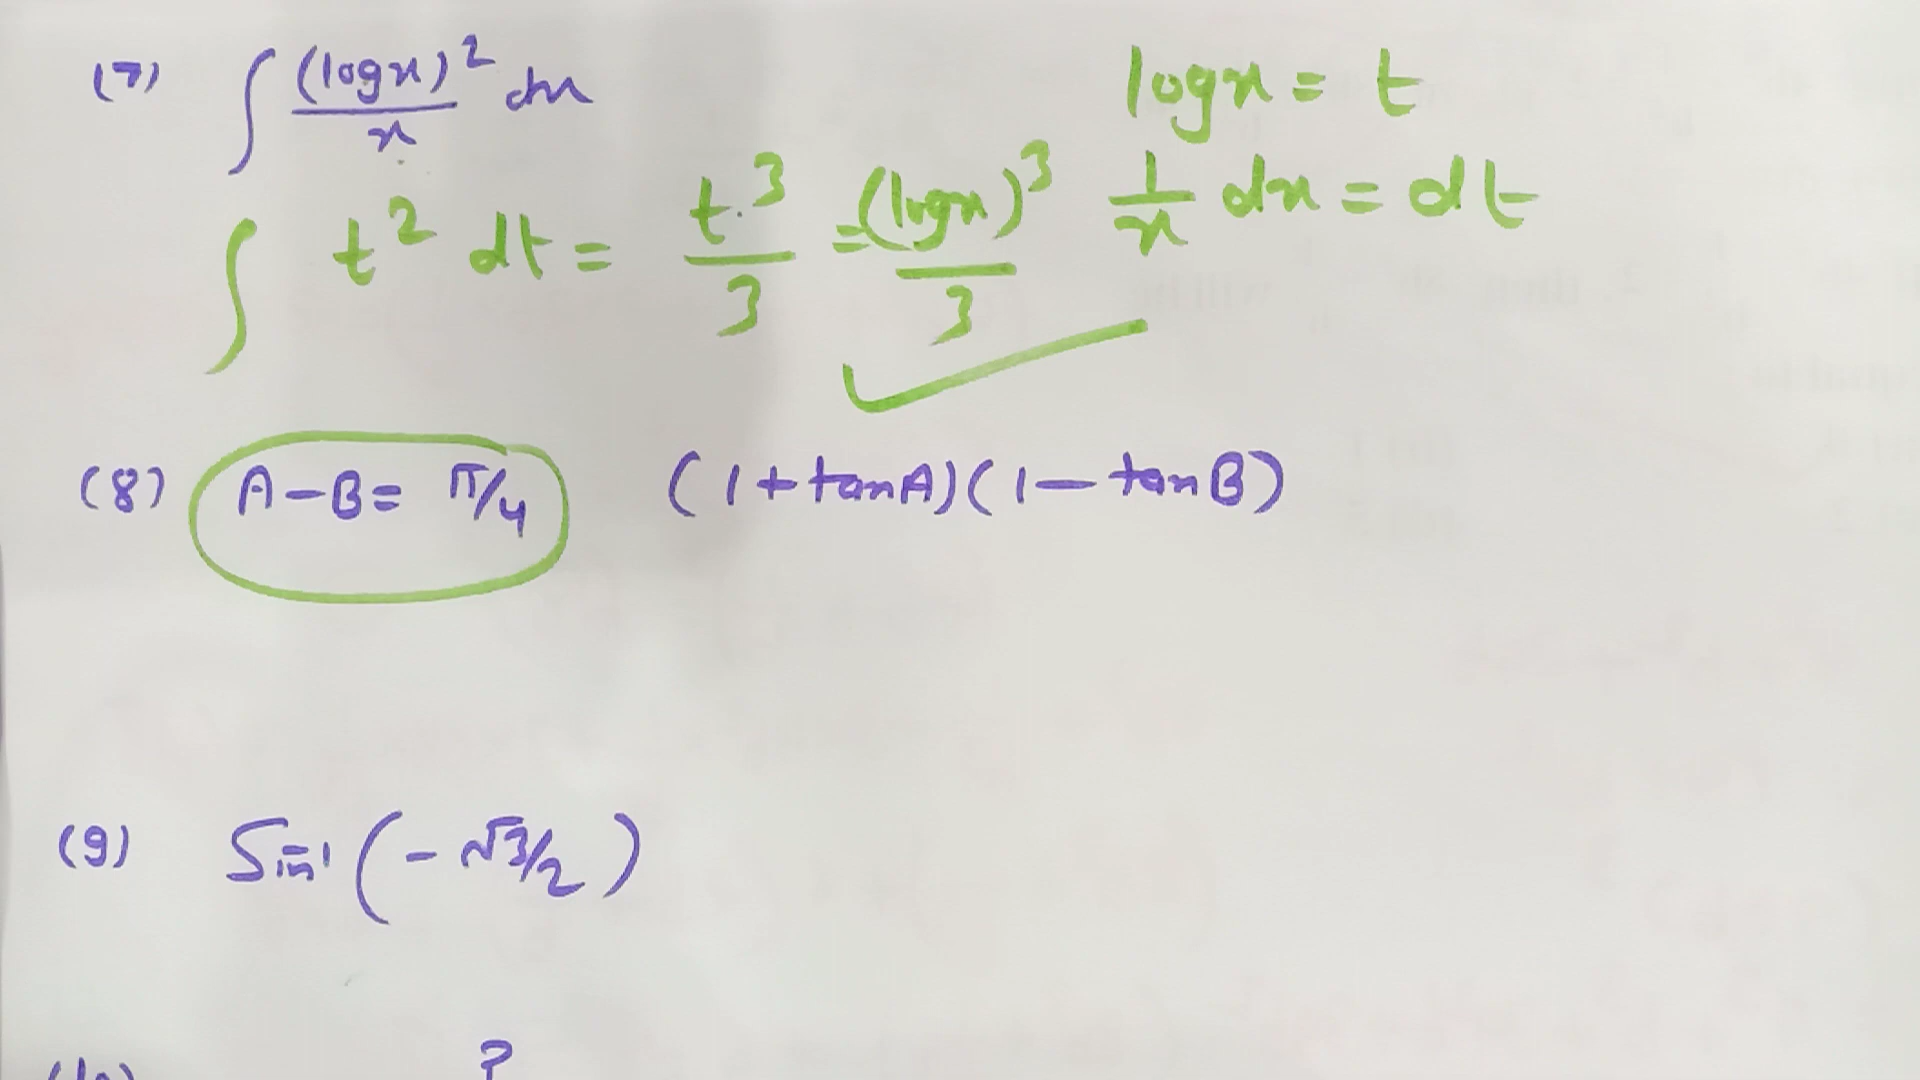 (7) ∫ (logx)² / x dx
logx = t
1/x dx = dt
∫ t² dt = t³/3 = (logx)³/3
(8) A-B= π/4 (1+tanA)(1-tanB)
(9) Sin⁻¹(-√3/2)
?